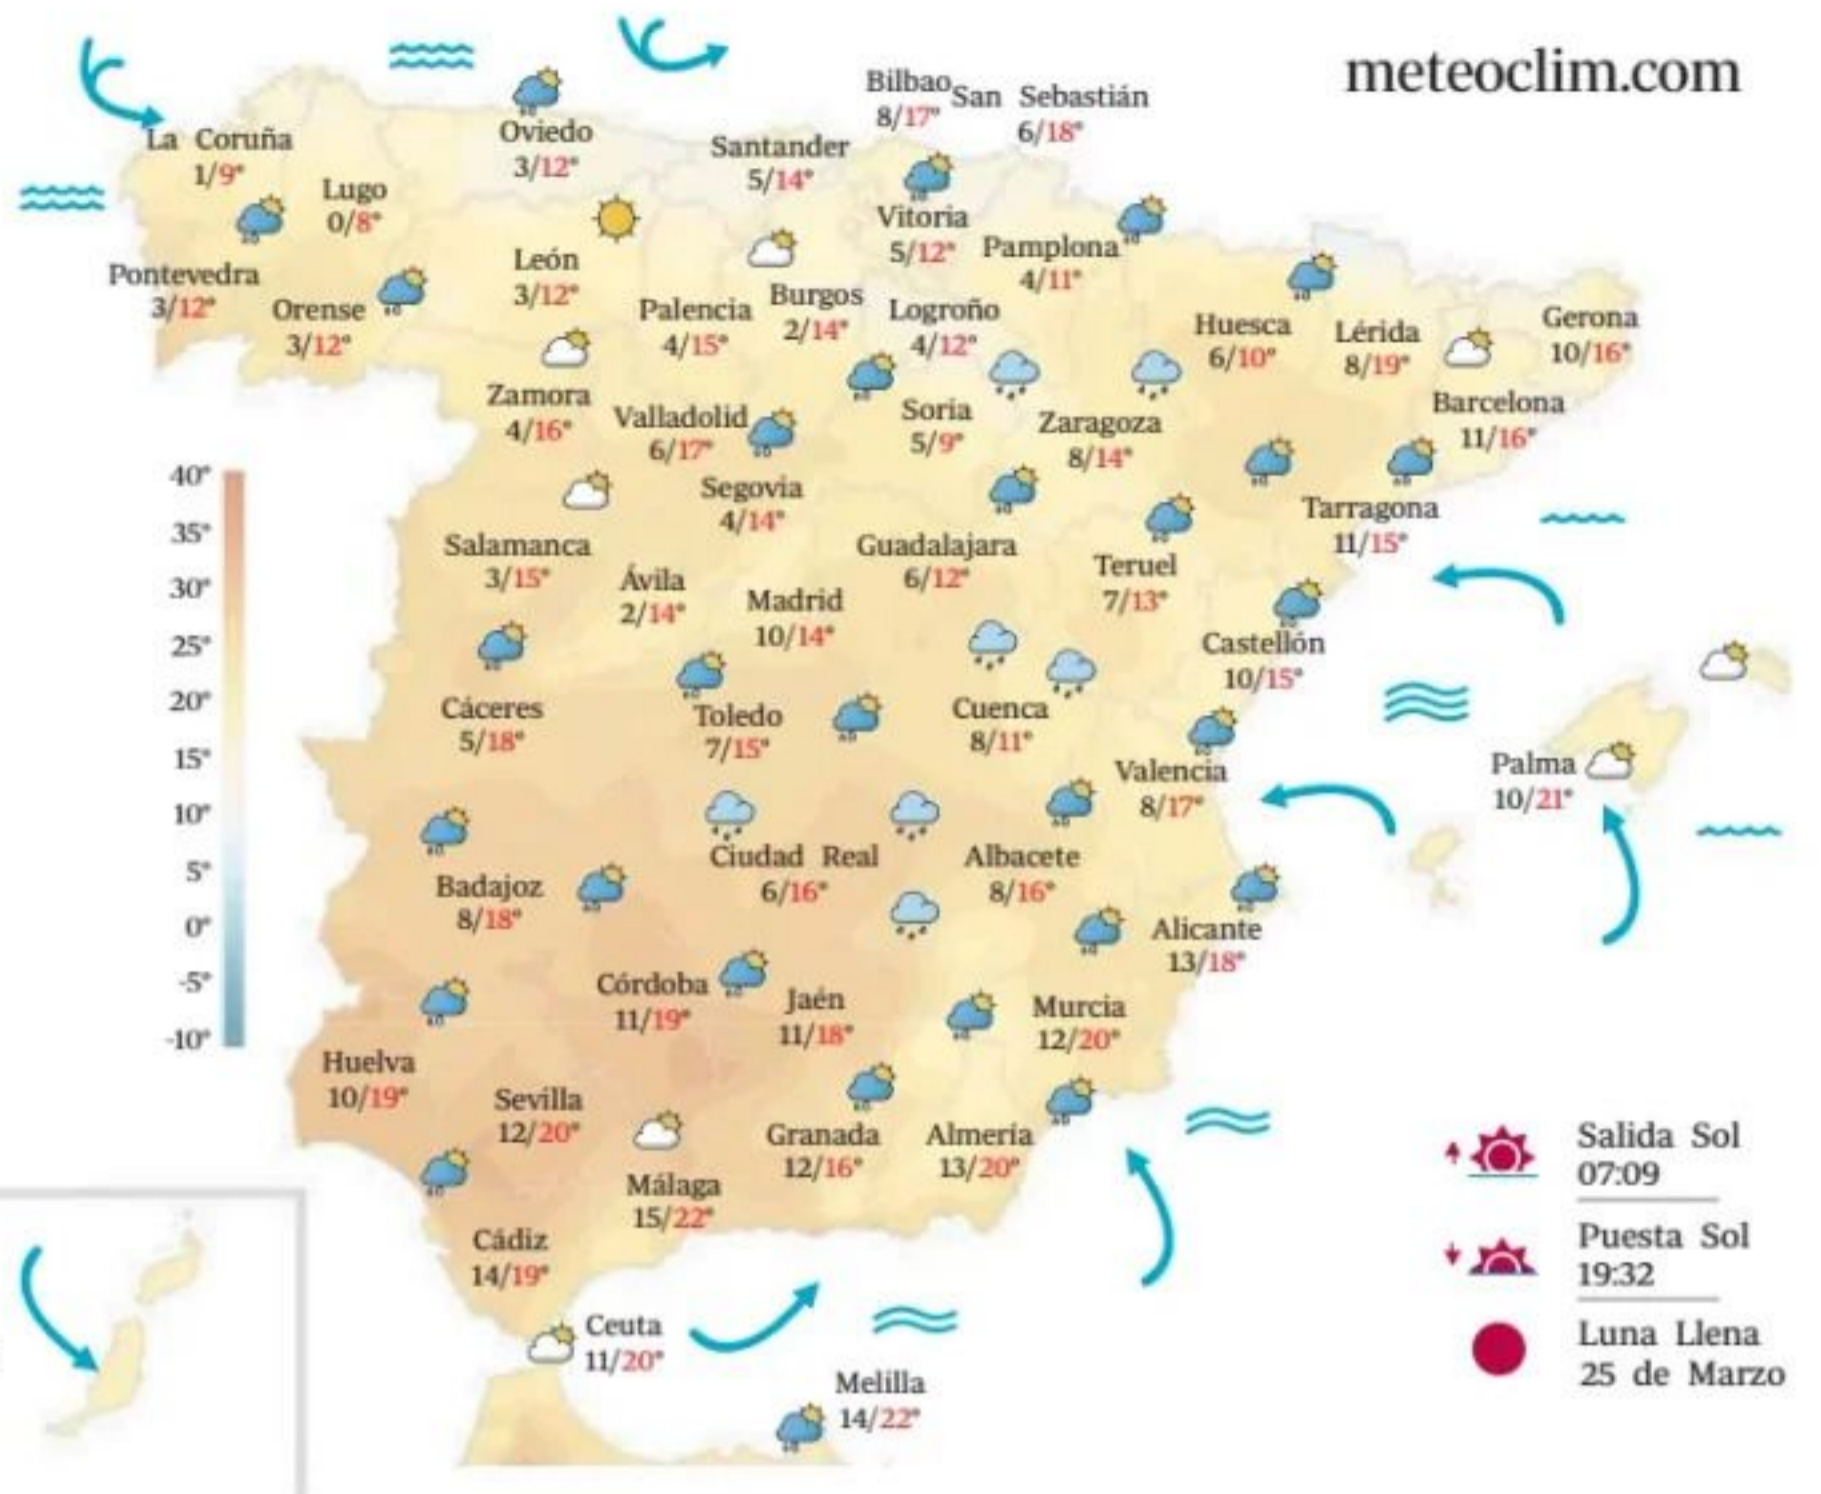 meteoclim.com
Bilbao
8/17°
San Sebastián
6/18°
La Coruña
1/9°
Oviedo
3/12°
Santander
5/14°
Lugo
0/8°
Vitoria
5/12°
Pamplona
4/11°
León
3/12°
Pontevedra
3/12°
Orense
3/12°
Palencia
4/15°
Burgos
2/14°
Logroño
4/12°
Huesca
6/10°
Lérida
8/19°
Gerona
10/16°
Zamora
4/16°
Valladolid
6/17°
Soria
5/9°
Zaragoza
8/14°
Barcelona
11/16°
Segovia
4/14°
Tarragona
11/15°
Salamanca
3/15°
Ávila
2/14°
Madrid
10/14°
Guadalajara
6/12°
Teruel
7/13°
Castellón
10/15°
Cáceres
5/18°
Toledo
7/15°
Cuenca
8/11°
Valencia
8/17°
Palma
10/21°
Badajoz
8/18°
Ciudad Real
6/16°
Albacete
8/16°
Alicante
13/18°
Córdoba
11/19°
Jaén
11/18°
Murcia
12/20°
Huelva
10/19°
Sevilla
12/20°
Granada
12/16°
Almería
13/20°
Málaga
15/22°
Cádiz
14/19°
Ceuta
11/20°
Melilla
14/22°
40°
35°
30°
25°
20°
15°
10°
5°
0°
-5°
-10°
Salida Sol
07:09
Puesta Sol
19:32
Luna Llena
25 de Marzo